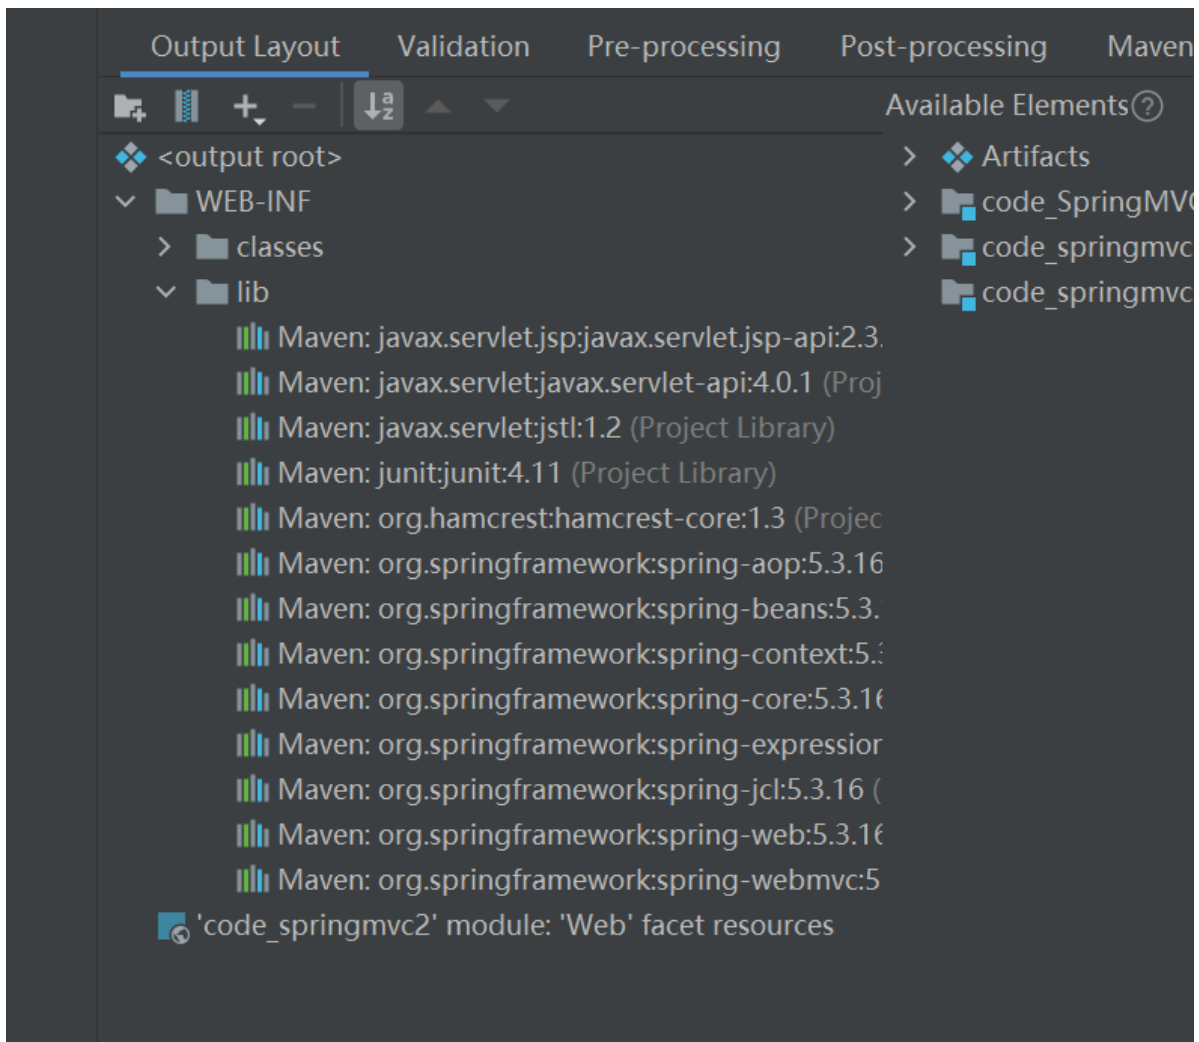 Output Layout Validation Pre-processing Post-processing Maven
Available Elements
<output root>
WEB-INF
classes
lib
Maven: javax.servlet.jsp:javax.servlet.jsp-api:2.3.
Maven: javax.servlet:javax.servlet-api:4.0.1 (Proj
Maven: javax.servlet:jstl:1.2 (Project Library)
Maven: junit:junit:4.11 (Project Library)
Maven: org.hamcrest:hamcrest-core:1.3 (Projec
Maven: org.springframework:spring-aop:5.3.16
Maven: org.springframework:spring-beans:5.3.
Maven: org.springframework:spring-context:5.
Maven: org.springframework:spring-core:5.3.16
Maven: org.springframework:spring-expression
Maven: org.springframework:spring-jcl:5.3.16 (
Maven: org.springframework:spring-web:5.3.16
Maven: org.springframework:spring-webmvc:5
'code_springmvc2' module: 'Web' facet resources
Artifacts
code_SpringMVC
code_springmvc
code_springmvc